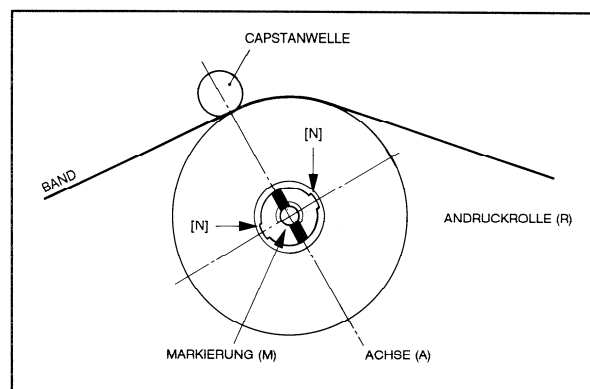 CAPSTANWELLE
[N]
BAND
[N]
ANDRUCKROLLE (R)
MARKIERUNG (M)
ACHSE (A)